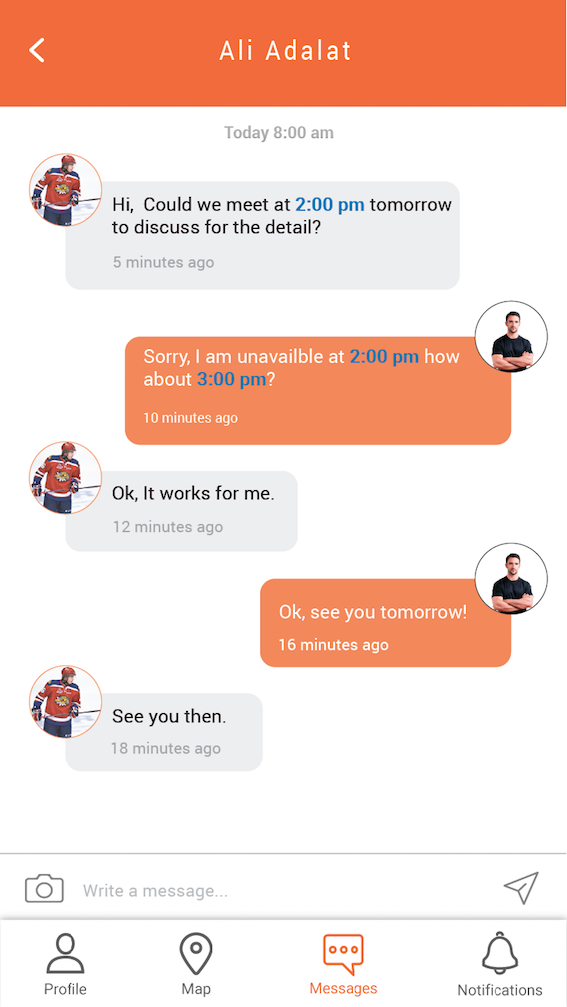 Ali Adalat
Today 8:00 am
Hi, Could we meet at 2:00 pm tomorrow
to discuss for the detail?
5 minutes ago
Sorry, I am unavailble at 2:00 pm how
about 3:00 pm?
10 minutes ago
Ok, It works for me.
12 minutes ago
Ok, see you tomorrow!
16 minutes ago
See you then.
18 minutes ago
Write a message...
Profile Map Messages Notifications